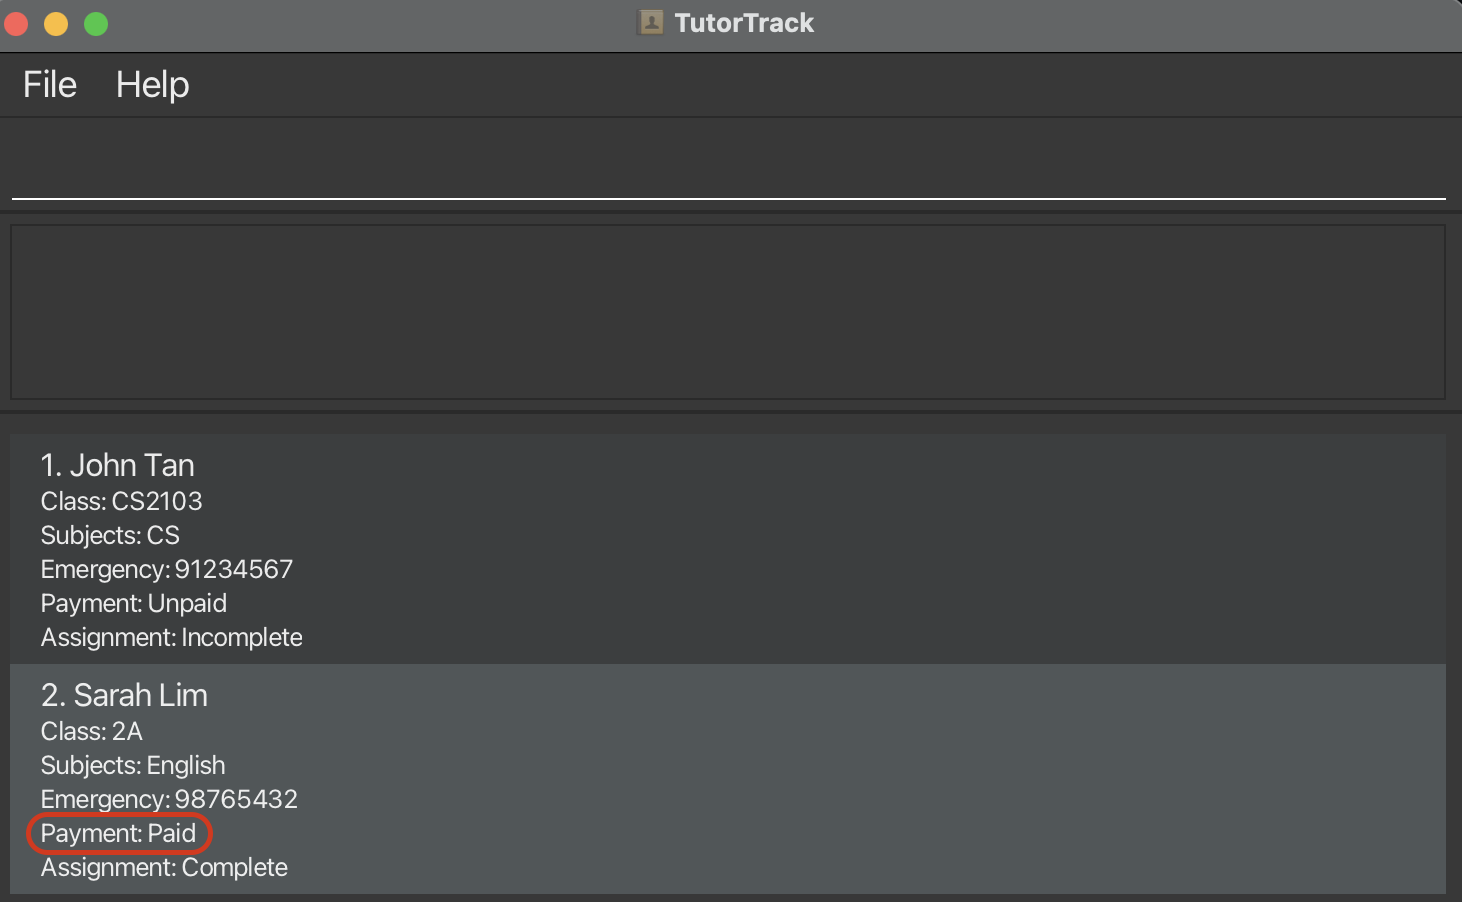 TutorTrack
File Help
1. John Tan
Class: CS2103
Subjects: CS
Emergency: 91234567
Payment: Unpaid
Assignment: Incomplete
2. Sarah Lim
Class: 2A
Subjects: English
Emergency: 98765432
Payment: Paid
Assignment: Complete